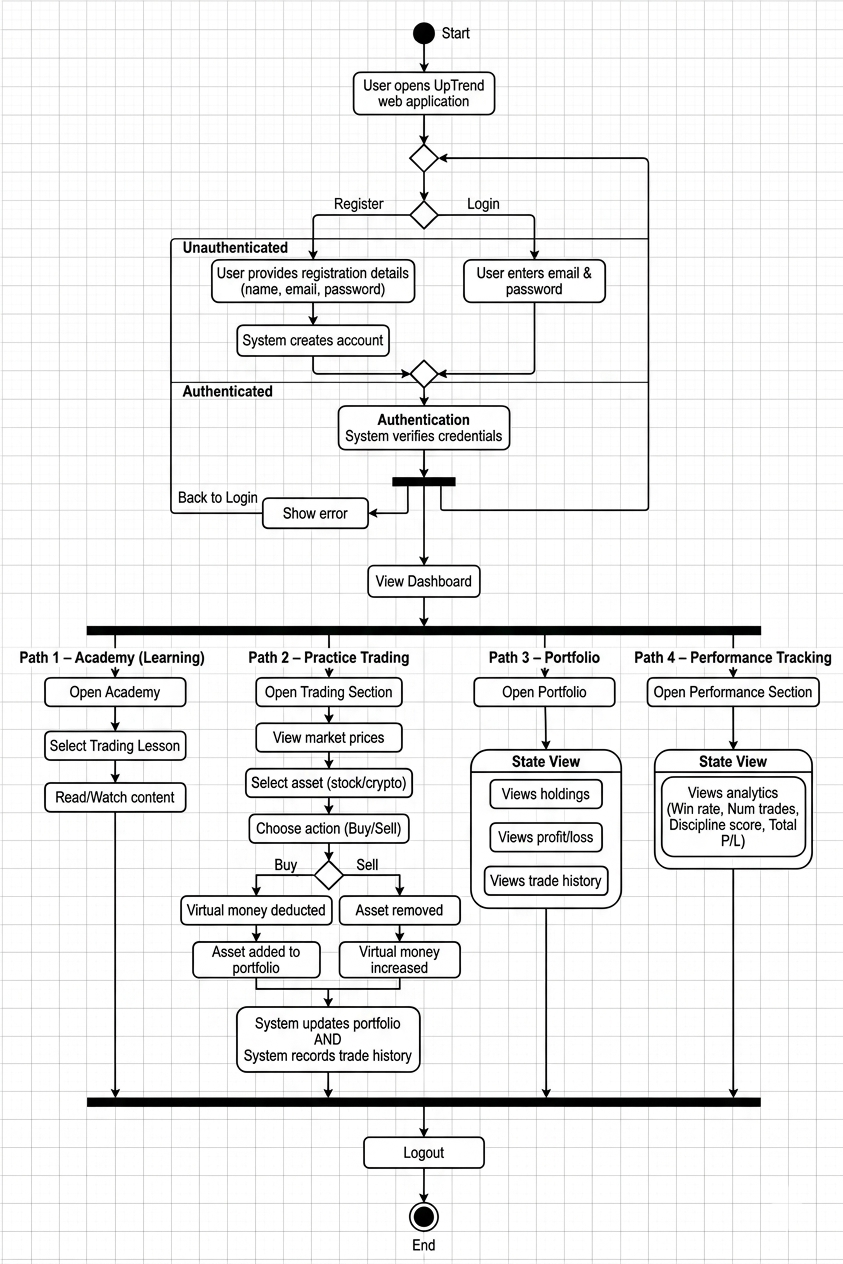 Start
User opens UpTrend
web application
Register
Login
Unauthenticated
User provides registration details
(name, email, password)
User enters email &
password
System creates account
Authenticated
Authentication
System verifies credentials
Back to Login
Show error
View Dashboard
Path 1 – Academy (Learning)
Path 2 – Practice Trading
Path 3 – Portfolio
Path 4 – Performance Tracking
Open Academy
Select Trading Lesson
Read/Watch content
Open Trading Section
View market prices
Select asset (stock/crypto)
Choose action (Buy/Sell)
Buy
Sell
Virtual money deducted
Asset added to
portfolio
Asset removed
Virtual money
increased
System updates portfolio
AND
System records trade history
Open Portfolio
State View
Views holdings
Views profit/loss
Views trade history
Open Performance Section
State View
Views analytics
(Win rate, Num trades,
Discipline score, Total
P/L)
Logout
End